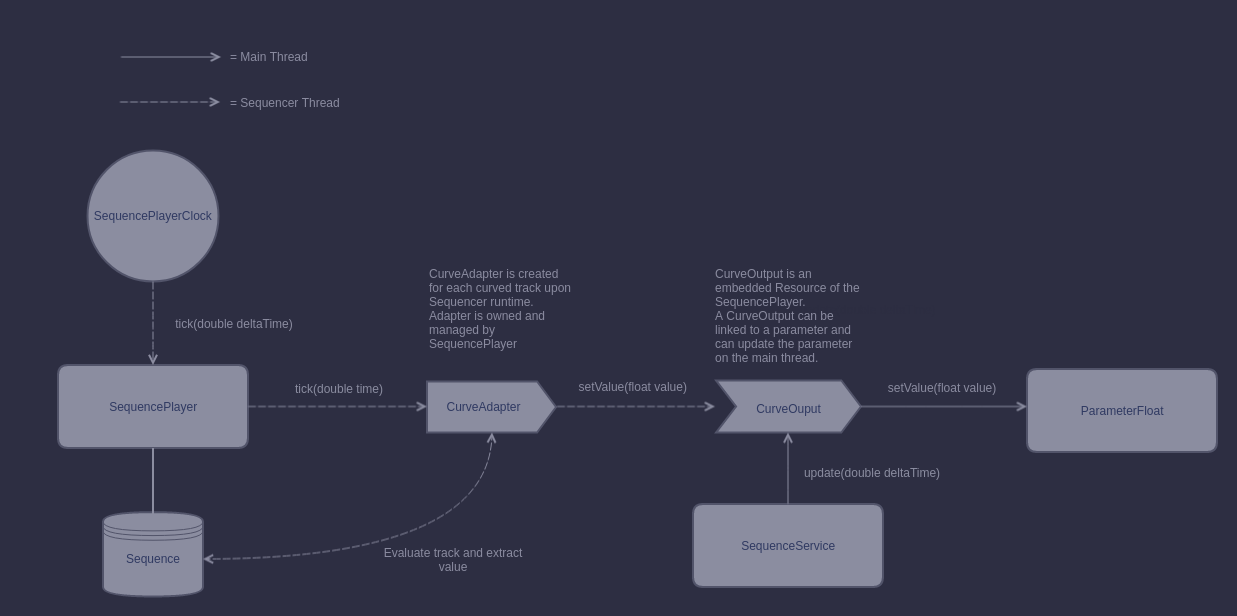 = Main Thread
= Sequencer Thread
SequencePlayerClock
tick(double deltaTime)
CurveAdapter is created
for each curved track upon
Sequencer runtime.
Adapter is owned and
managed by
SequencePlayer
CurveOutput is an
embedded Resource of the
SequencePlayer.
A CurveOutput can be
linked to a parameter and
can update the parameter
on the main thread.
SequencePlayer
tick(double time)
CurveAdapter
setValue(float value)
CurveOuput
setValue(float value)
ParameterFloat
update(double deltaTime)
SequenceService
Sequence
Evaluate track and extract
value